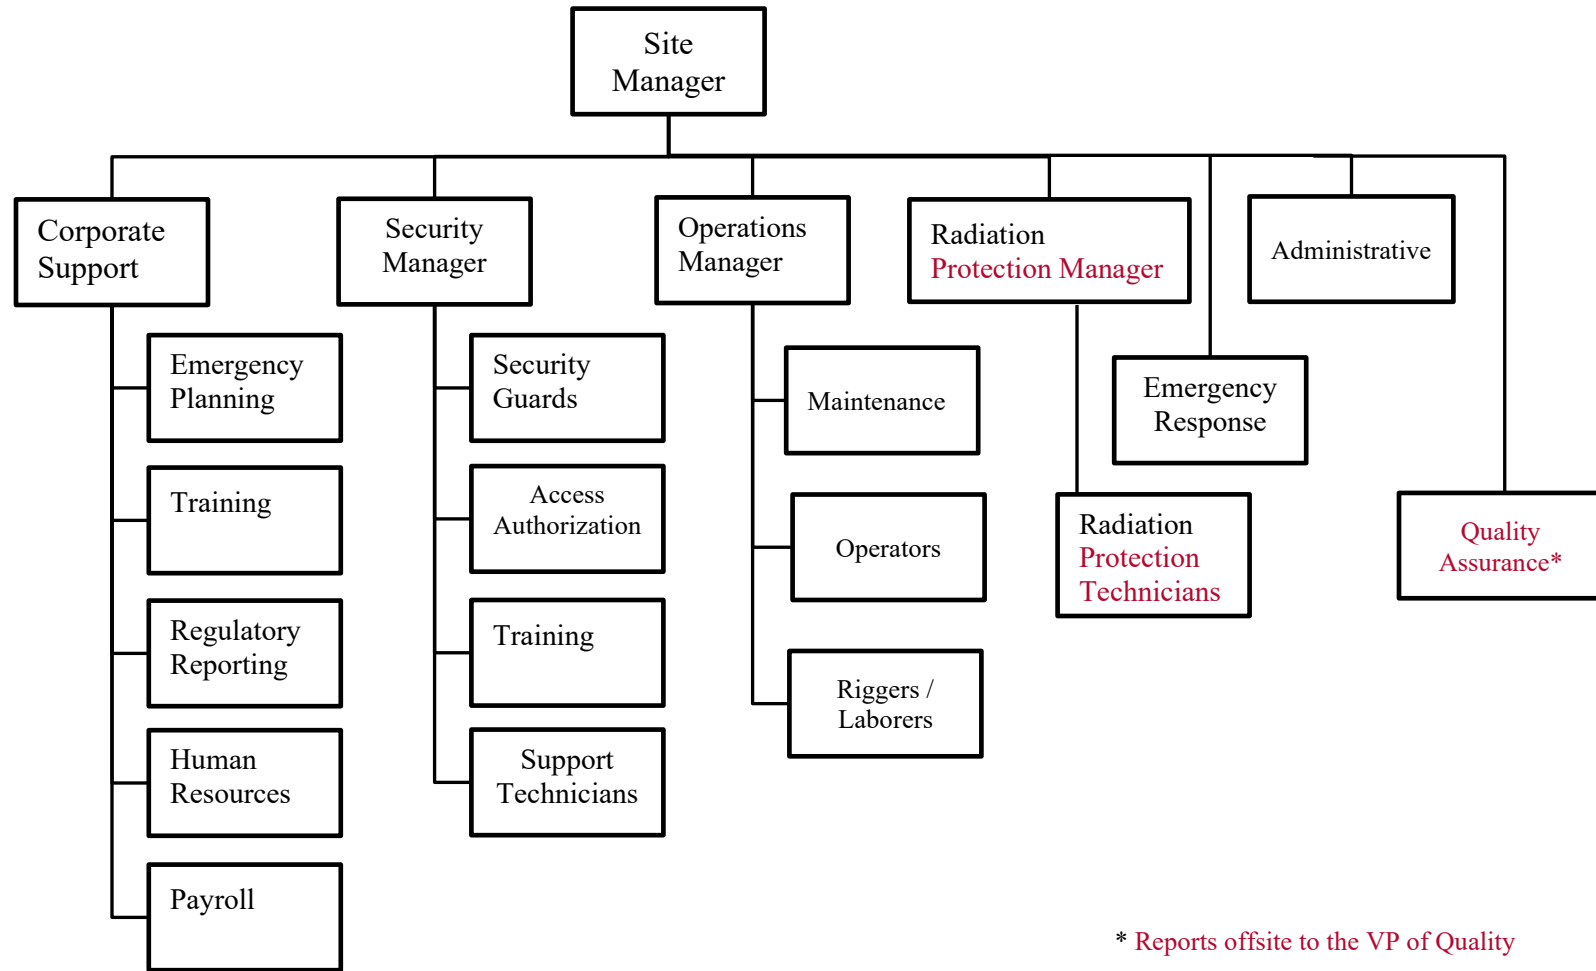 Site
Manager
Corporate
Support
Security
Manager
Operations
Manager
Radiation
Protection Manager
Administrative
Emergency
Planning
Security
Guards
Maintenance
Emergency
Response
Training
Access
Authorization
Operators
Radiation
Protection
Technicians
Quality
Assurance*
Regulatory
Reporting
Training
Riggers /
Laborers
Human
Resources
Support
Technicians
Payroll
* Reports offsite to the VP of Quality